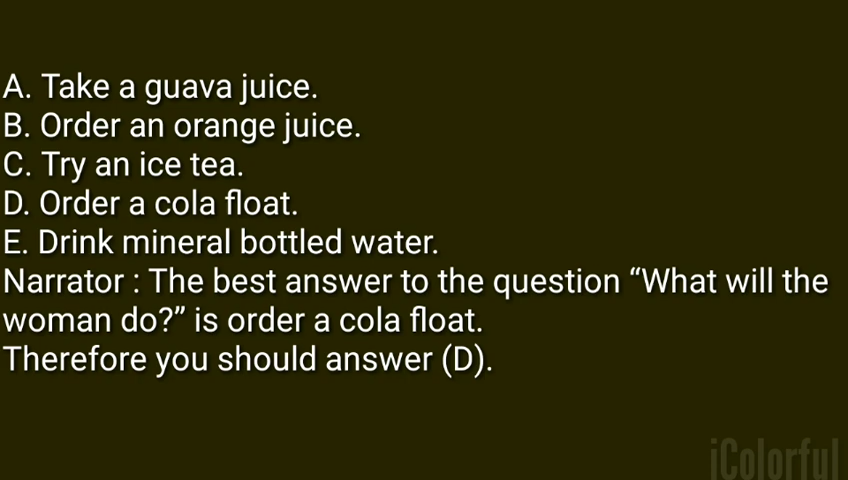 A. Take a guava juice.
B. Order an orange juice.
C. Try an ice tea.
D. Order a cola float.
E. Drink mineral bottled water.
Narrator : The best answer to the question “What will the
woman do?” is order a cola float.
Therefore you should answer (D).
iColorful